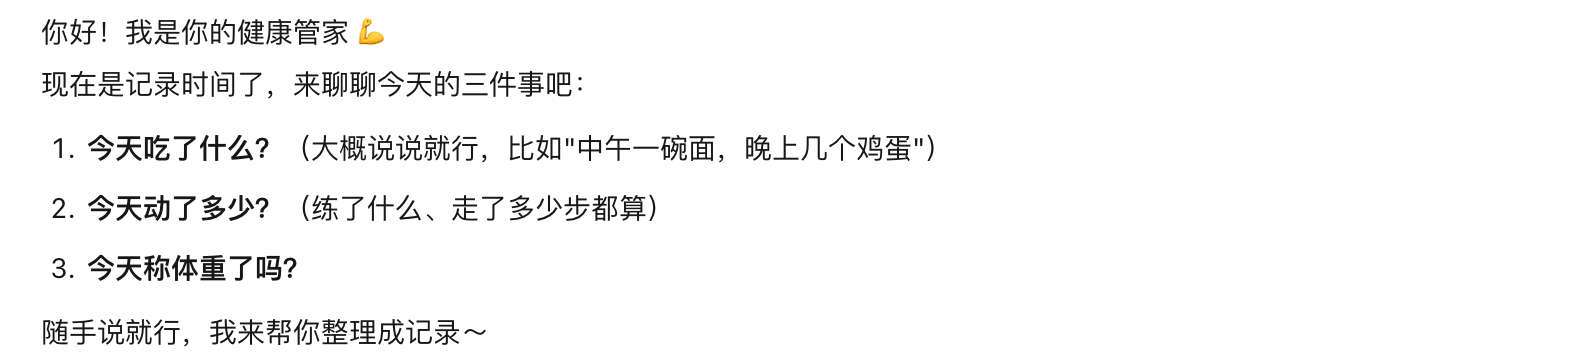 你好！我是你的健康管家 💪
现在是记录时间了，来聊聊今天的三件事吧：
1. 今天吃了什么？（大概说说就行，比如"中午一碗面，晚上几个鸡蛋"）
2. 今天动了多少？（练了什么、走了多少步都算）
3. 今天称体重了吗？
随手说就行，我来帮你整理成记录～